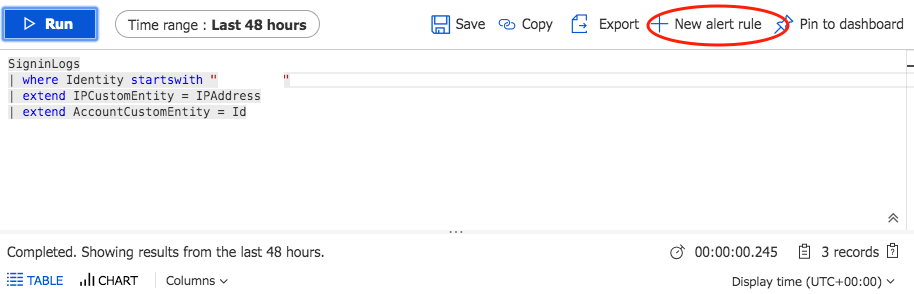 Run Time range : Last 48 hours Save Copy Export New alert rule Pin to dashboard
SigninLogs
| where Identity startswith " "
| extend IPCustomEntity = IPAddress
| extend AccountCustomEntity = Id
...
Completed. Showing results from the last 48 hours. 00:00:00.245 3 records
TABLE CHART Columns Display time (UTC+00:00)